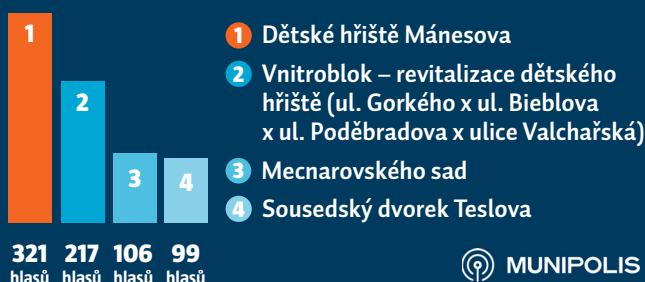 1
2
3
4
321 217 106 99
hlasů hlasů hlasů hlasů
1 Dětské hřiště Mánesova
2 Vnitroblok – revitalizace dětského
hřiště (ul. Gorkého x ul. Bieblova
x ul. Poděbradova x ulice Valchařská)
3 Mecnarovského sad
4 Sousedský dvorek Teslova
MUNIPOLIS